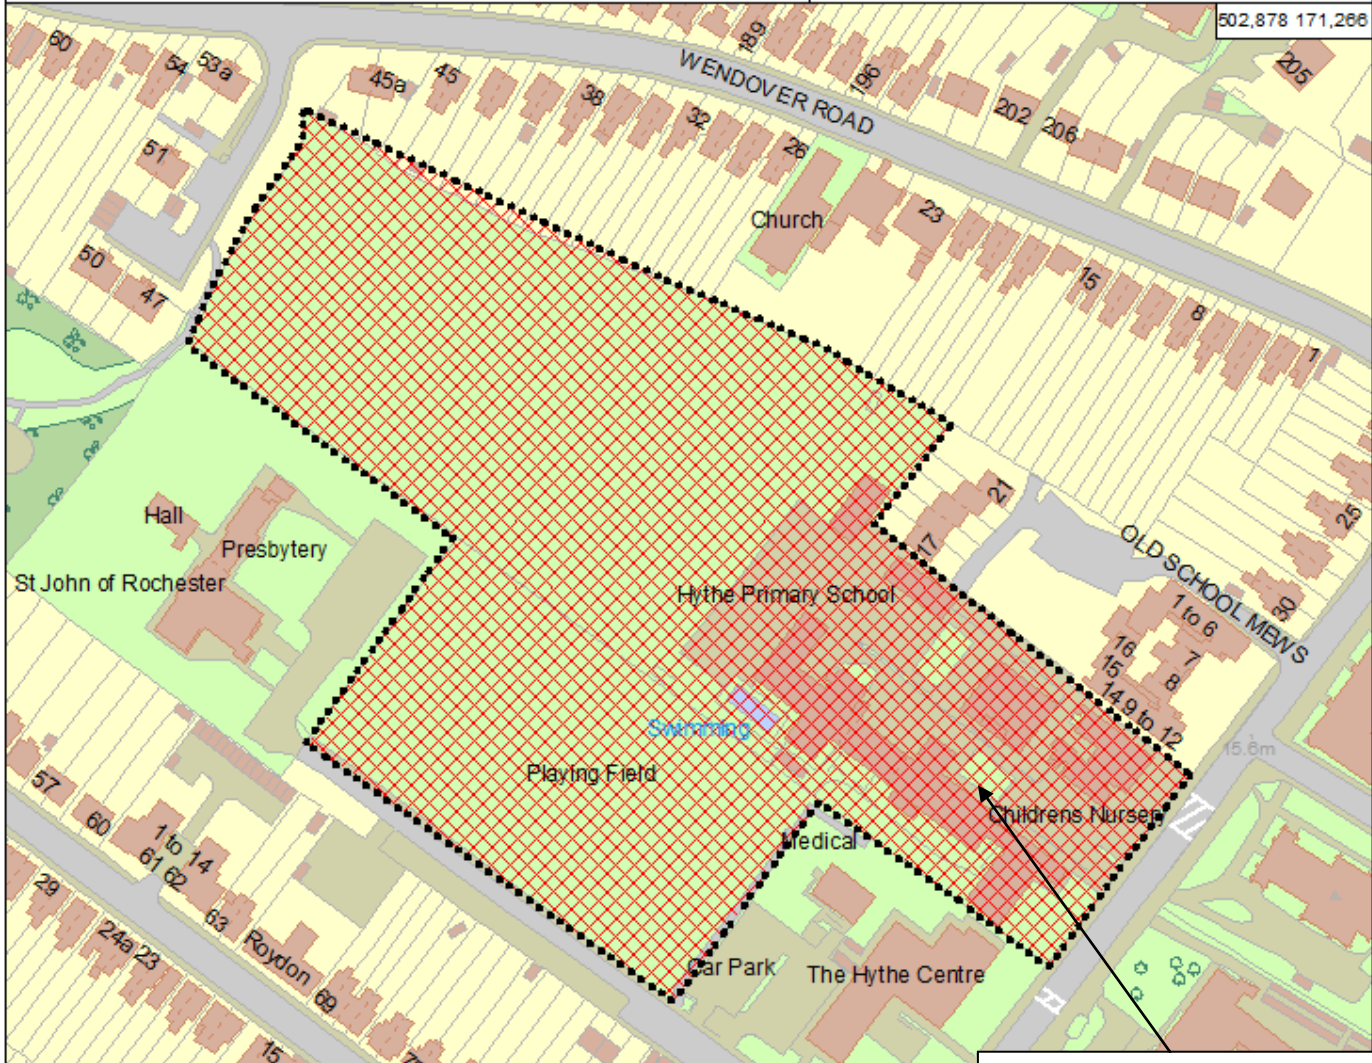 502,878 171,266
60
54
53a
45a
45
38
32
26
189
196
202
206
205
WENDOVER ROAD
51
50
47
Church
23
15
8
1
Hall
Presbytery
St John of Rochester
21
17
25
OLD SCHOOL MEWS
30
Hythe Primary School
1 to 6
16
15
7
8
14
9 to 12
15.6m
Swimming
Playing Field
Childrens Nurser
Medical
57
60
1 to 14
61 62
63
Roydon
69
29
24a 23
15
Car Park
The Hythe Centre